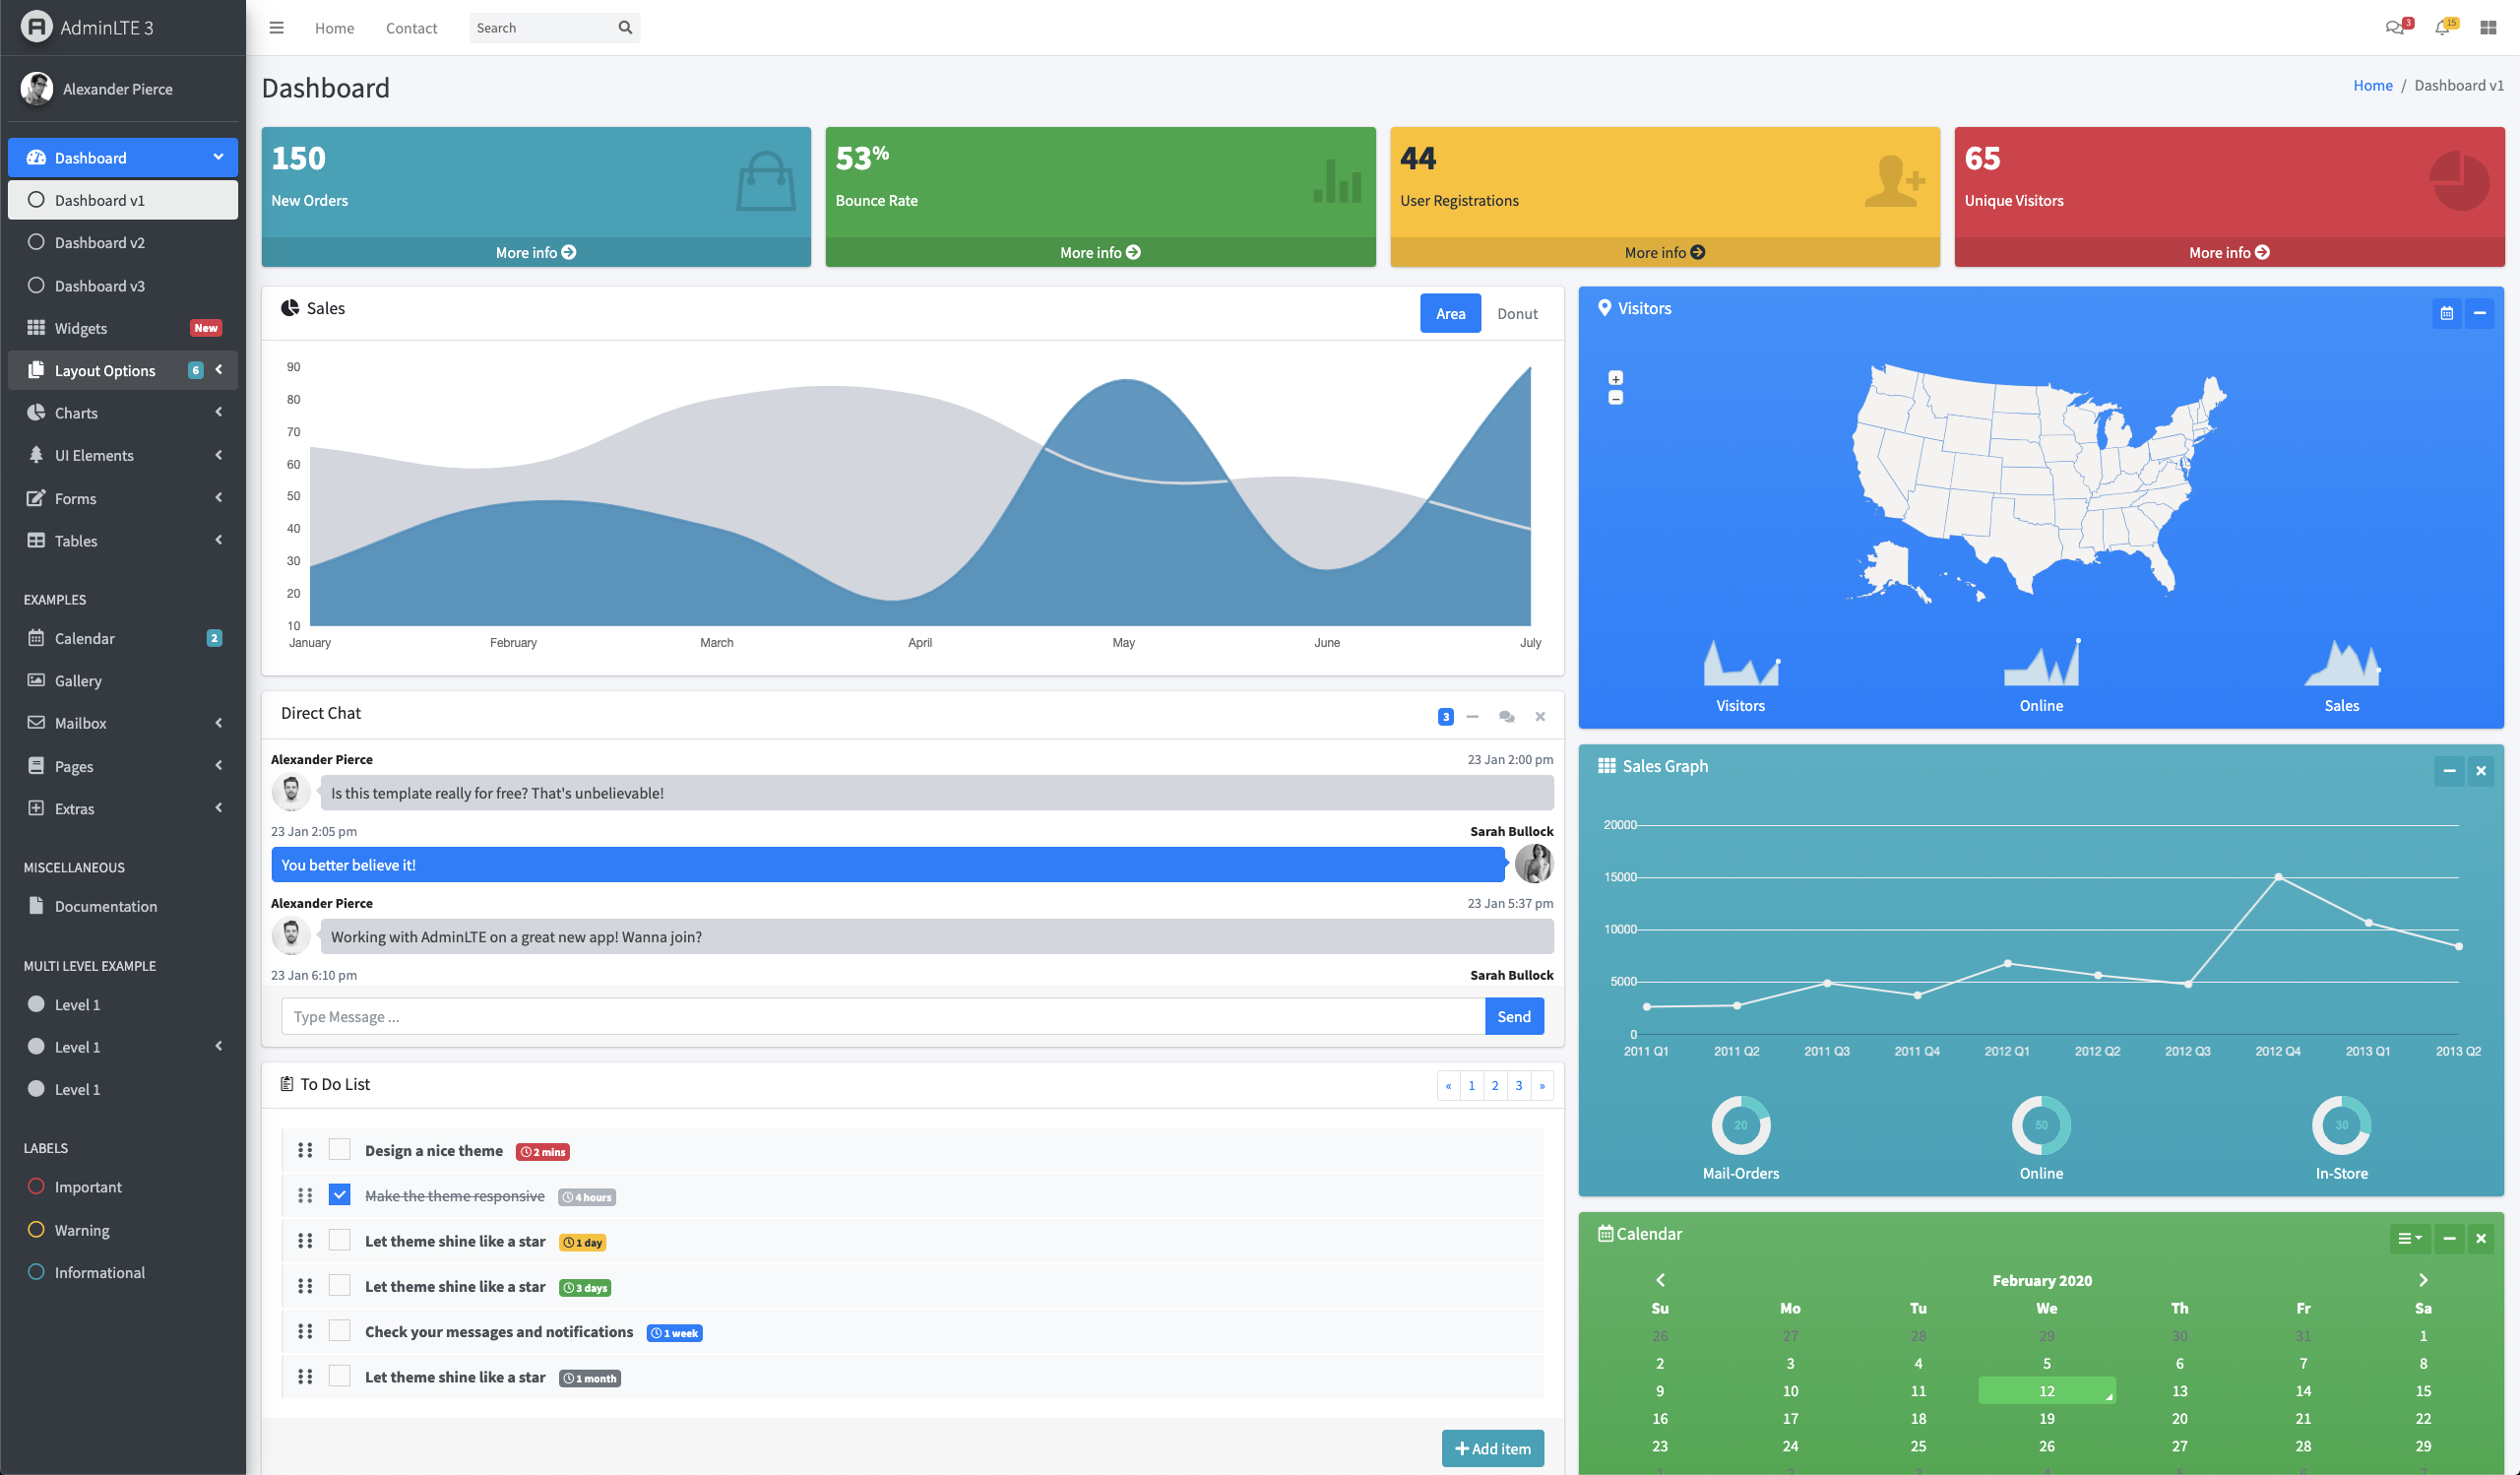 AdminLTE 3
Alexander Pierce
Dashboard
Dashboard v1
Dashboard v2
Dashboard v3
Widgets New
Layout Options 6
Charts
UI Elements
Forms
Tables
EXAMPLES
Calendar 2
Gallery
Mailbox
Pages
Extras
MISCELLANEOUS
Documentation
MULTI LEVEL EXAMPLE
Level 1
Level 1
Level 1
LABELS
Important
Warning
Informational
Home Contact Search 3 15
Dashboard
Home / Dashboard v1
150
New Orders
More info
53%
Bounce Rate
More info
44
User Registrations
More info
65
Unique Visitors
More info
Sales
Area Donut
90
80
70
60
50
40
30
20
10
January February March April May June July
Direct Chat 3
Alexander Pierce 23 Jan 2:00 pm
Is this template really for free? That's unbelievable!
23 Jan 2:05 pm Sarah Bullock
You better believe it!
Alexander Pierce 23 Jan 5:37 pm
Working with AdminLTE on a great new app! Wanna join?
23 Jan 6:10 pm Sarah Bullock
Type Message ... Send
To Do List « 1 2 3 »
Design a nice theme 2 mins
Make the theme responsive 4 hours
Let theme shine like a star 1 day
Let theme shine like a star 3 days
Check your messages and notifications 1 week
Let theme shine like a star 1 month
+ Add item
Visitors
+
−
Visitors Online Sales
Sales Graph
20000
15000
10000
5000
0
2011 Q1 2011 Q2 2011 Q3 2011 Q4 2012 Q1 2012 Q2 2012 Q3 2012 Q4 2013 Q1 2013 Q2
20 50 30
Mail-Orders Online In-Store
Calendar
February 2020
Su Mo Tu We Th Fr Sa
26 27 28 29 30 31 1
2 3 4 5 6 7 8
9 10 11 12 13 14 15
16 17 18 19 20 21 22
23 24 25 26 27 28 29